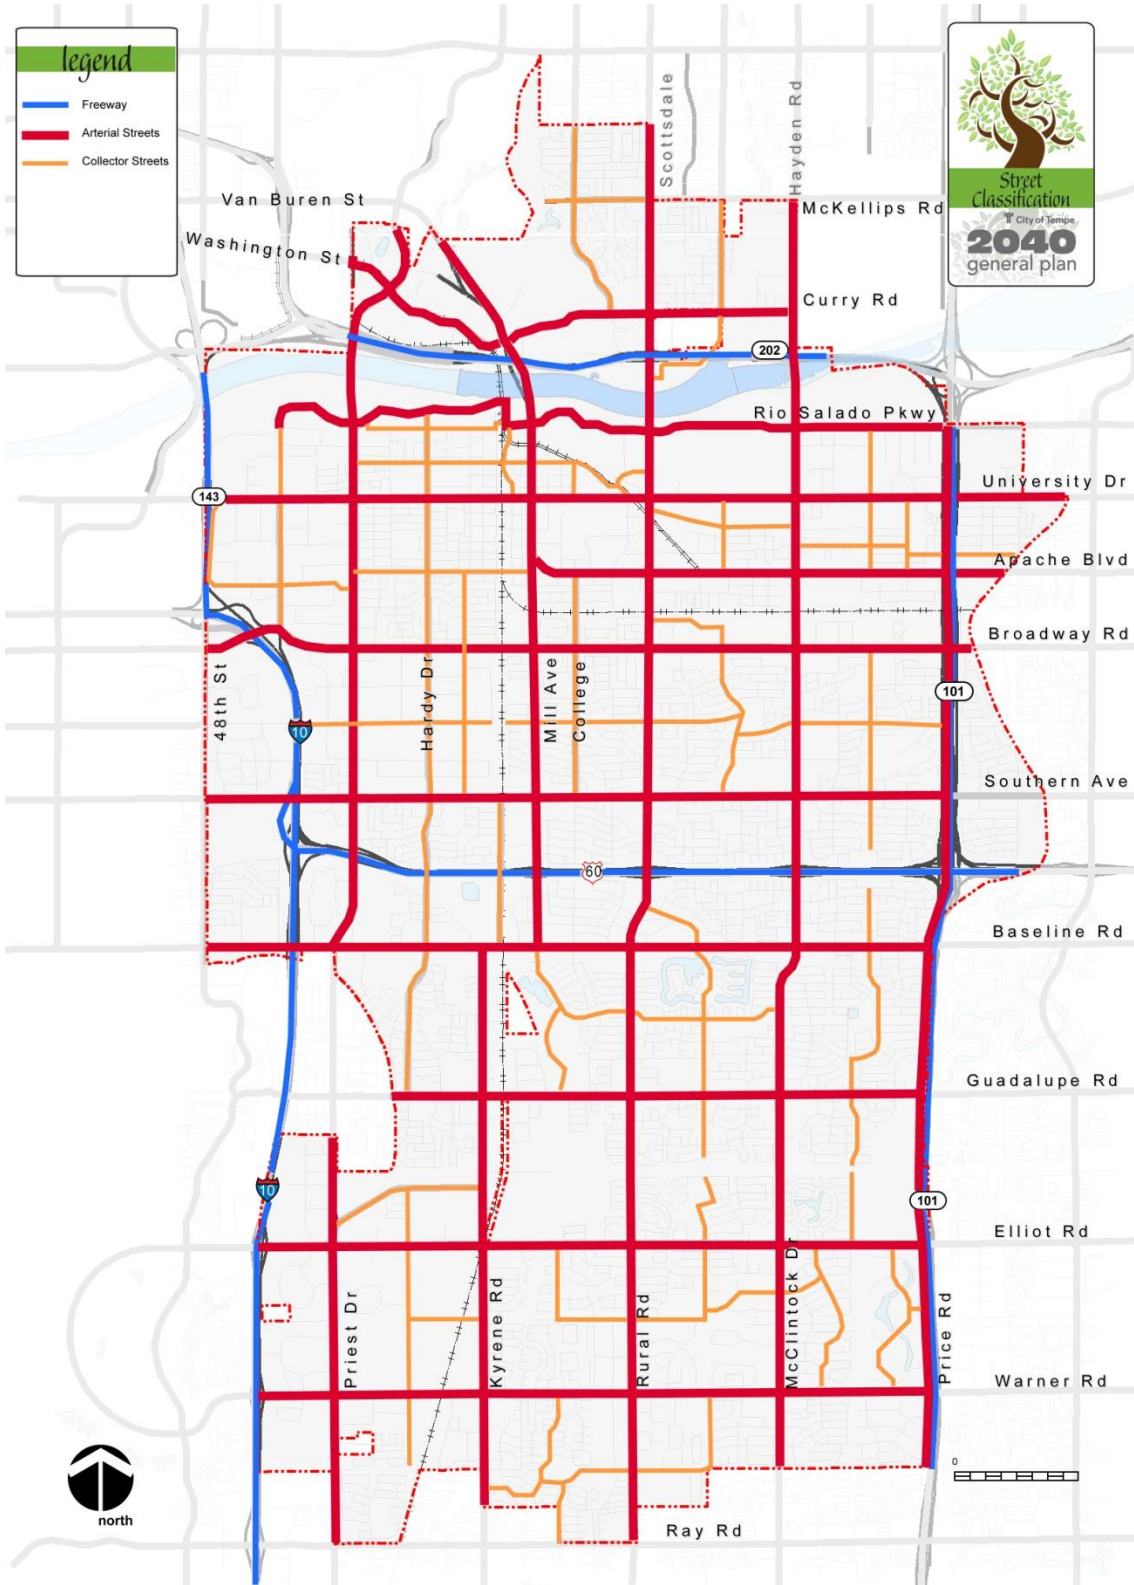 legend
Freeway
Arterial Streets
Collector Streets
Street
Classification
City of Tempe
2040
general plan
Scottsdale
Hayden Rd
Van Buren St
McKellips Rd
Washington St
Curry Rd
202
Rio Salado Pkwy
University Dr
143
Apache Blvd
Broadway Rd
48th St
Hardy Dr
Mill Ave
College
101
10
Southern Ave
60
Baseline Rd
Guadalupe Rd
10
101
Elliot Rd
Priest Dr
Kyrene Rd
Rural Rd
McClintock Dr
Price Rd
Warner Rd
0
north
Ray Rd